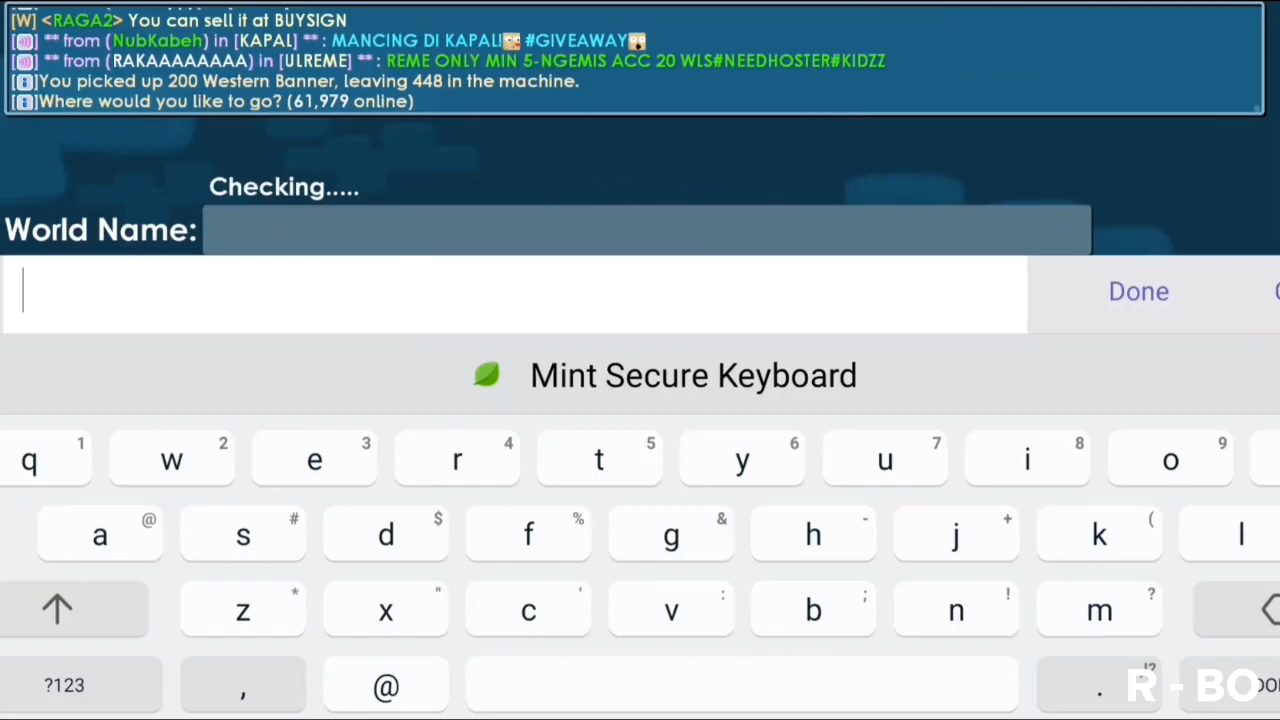 [W] <RAGA2> You can sell it at BUYSIGN
** from (NubKabeh) in [KAPAL] ** : MANCING DI KAPAL! #GIVEAWAY
** from (RAKAAAAAAAA) in [ULREME] ** : REME ONLY MIN 5-NGEMIS ACC 20 WLS#NEEDHOSTER#KIDZZ
You picked up 200 Western Banner, leaving 448 in the machine.
Where would you like to go? (61,979 online)
Checking.....
World Name:
Done
Mint Secure Keyboard
q 1 w 2 e 3 r 4 t 5 y 6 u 7 i 8 o 9
a @ s # d $ f % g & h - j + k ( l
z * x " c ' v : b ; n ! m ?
?123 , @ . !?
R - BO